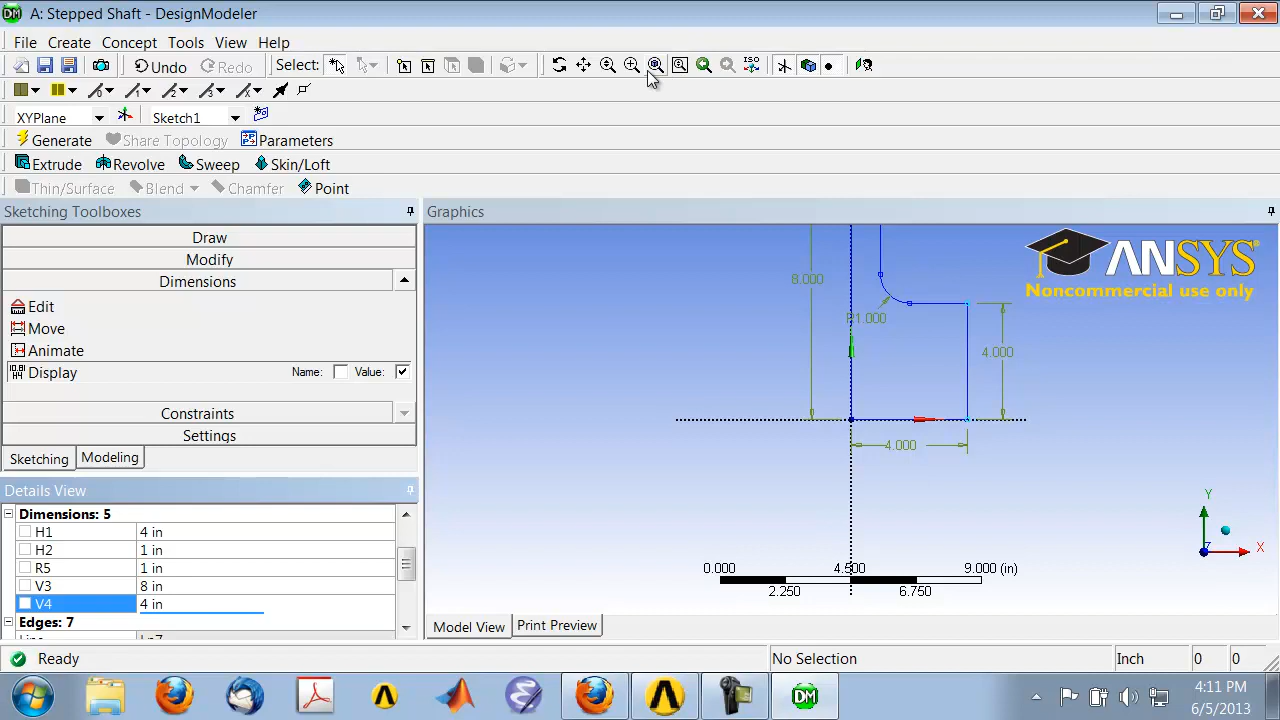 A: Stepped Shaft - DesignModeler
File Create Concept Tools View Help
Undo Redo Select:
XYPlane Sketch1
Generate Share Topology Parameters
Extrude Revolve Sweep Skin/Loft
Thin/Surface Blend Chamfer Point
Sketching Toolboxes
Draw
Modify
Dimensions
Edit
Move
Animate
Display Name: Value:
Constraints
Settings
Sketching Modeling
Details View
Dimensions: 5
H1 4 in
H2 1 in
R5 1 in
V3 8 in
V4 4 in
Edges: 7
Graphics
ANSYS
Noncommercial use only
8.000
R1.000
4.000
4.000
Y
X
Z
0.000 4.500 9.000 (in)
2.250 6.750
Model View Print Preview
Ready No Selection Inch 0 0
DM
4:11 PM
6/5/2013